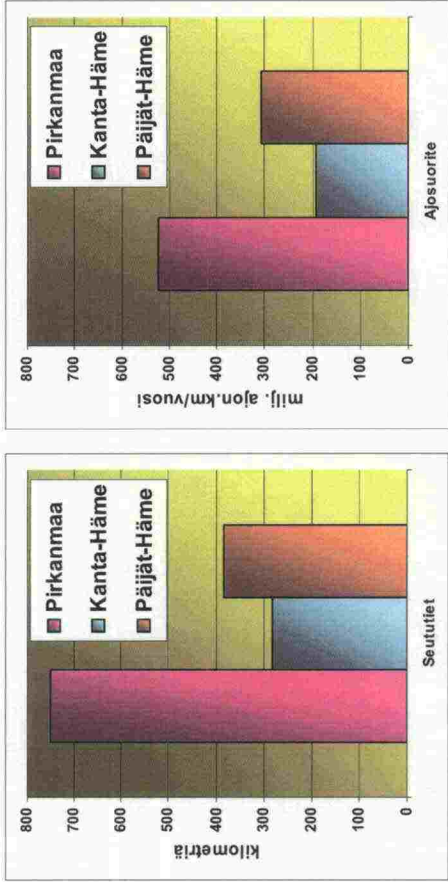 800
700
600
500
400
300
200
100
0
kilometriä
Pirkanmaa
Kanta-Häme
Päijät-Häme
Seututiet
800
700
600
500
400
300
200
100
0
milj. ajon.km/vuosi
Pirkanmaa
Kanta-Häme
Päijät-Häme
Ajosuorite